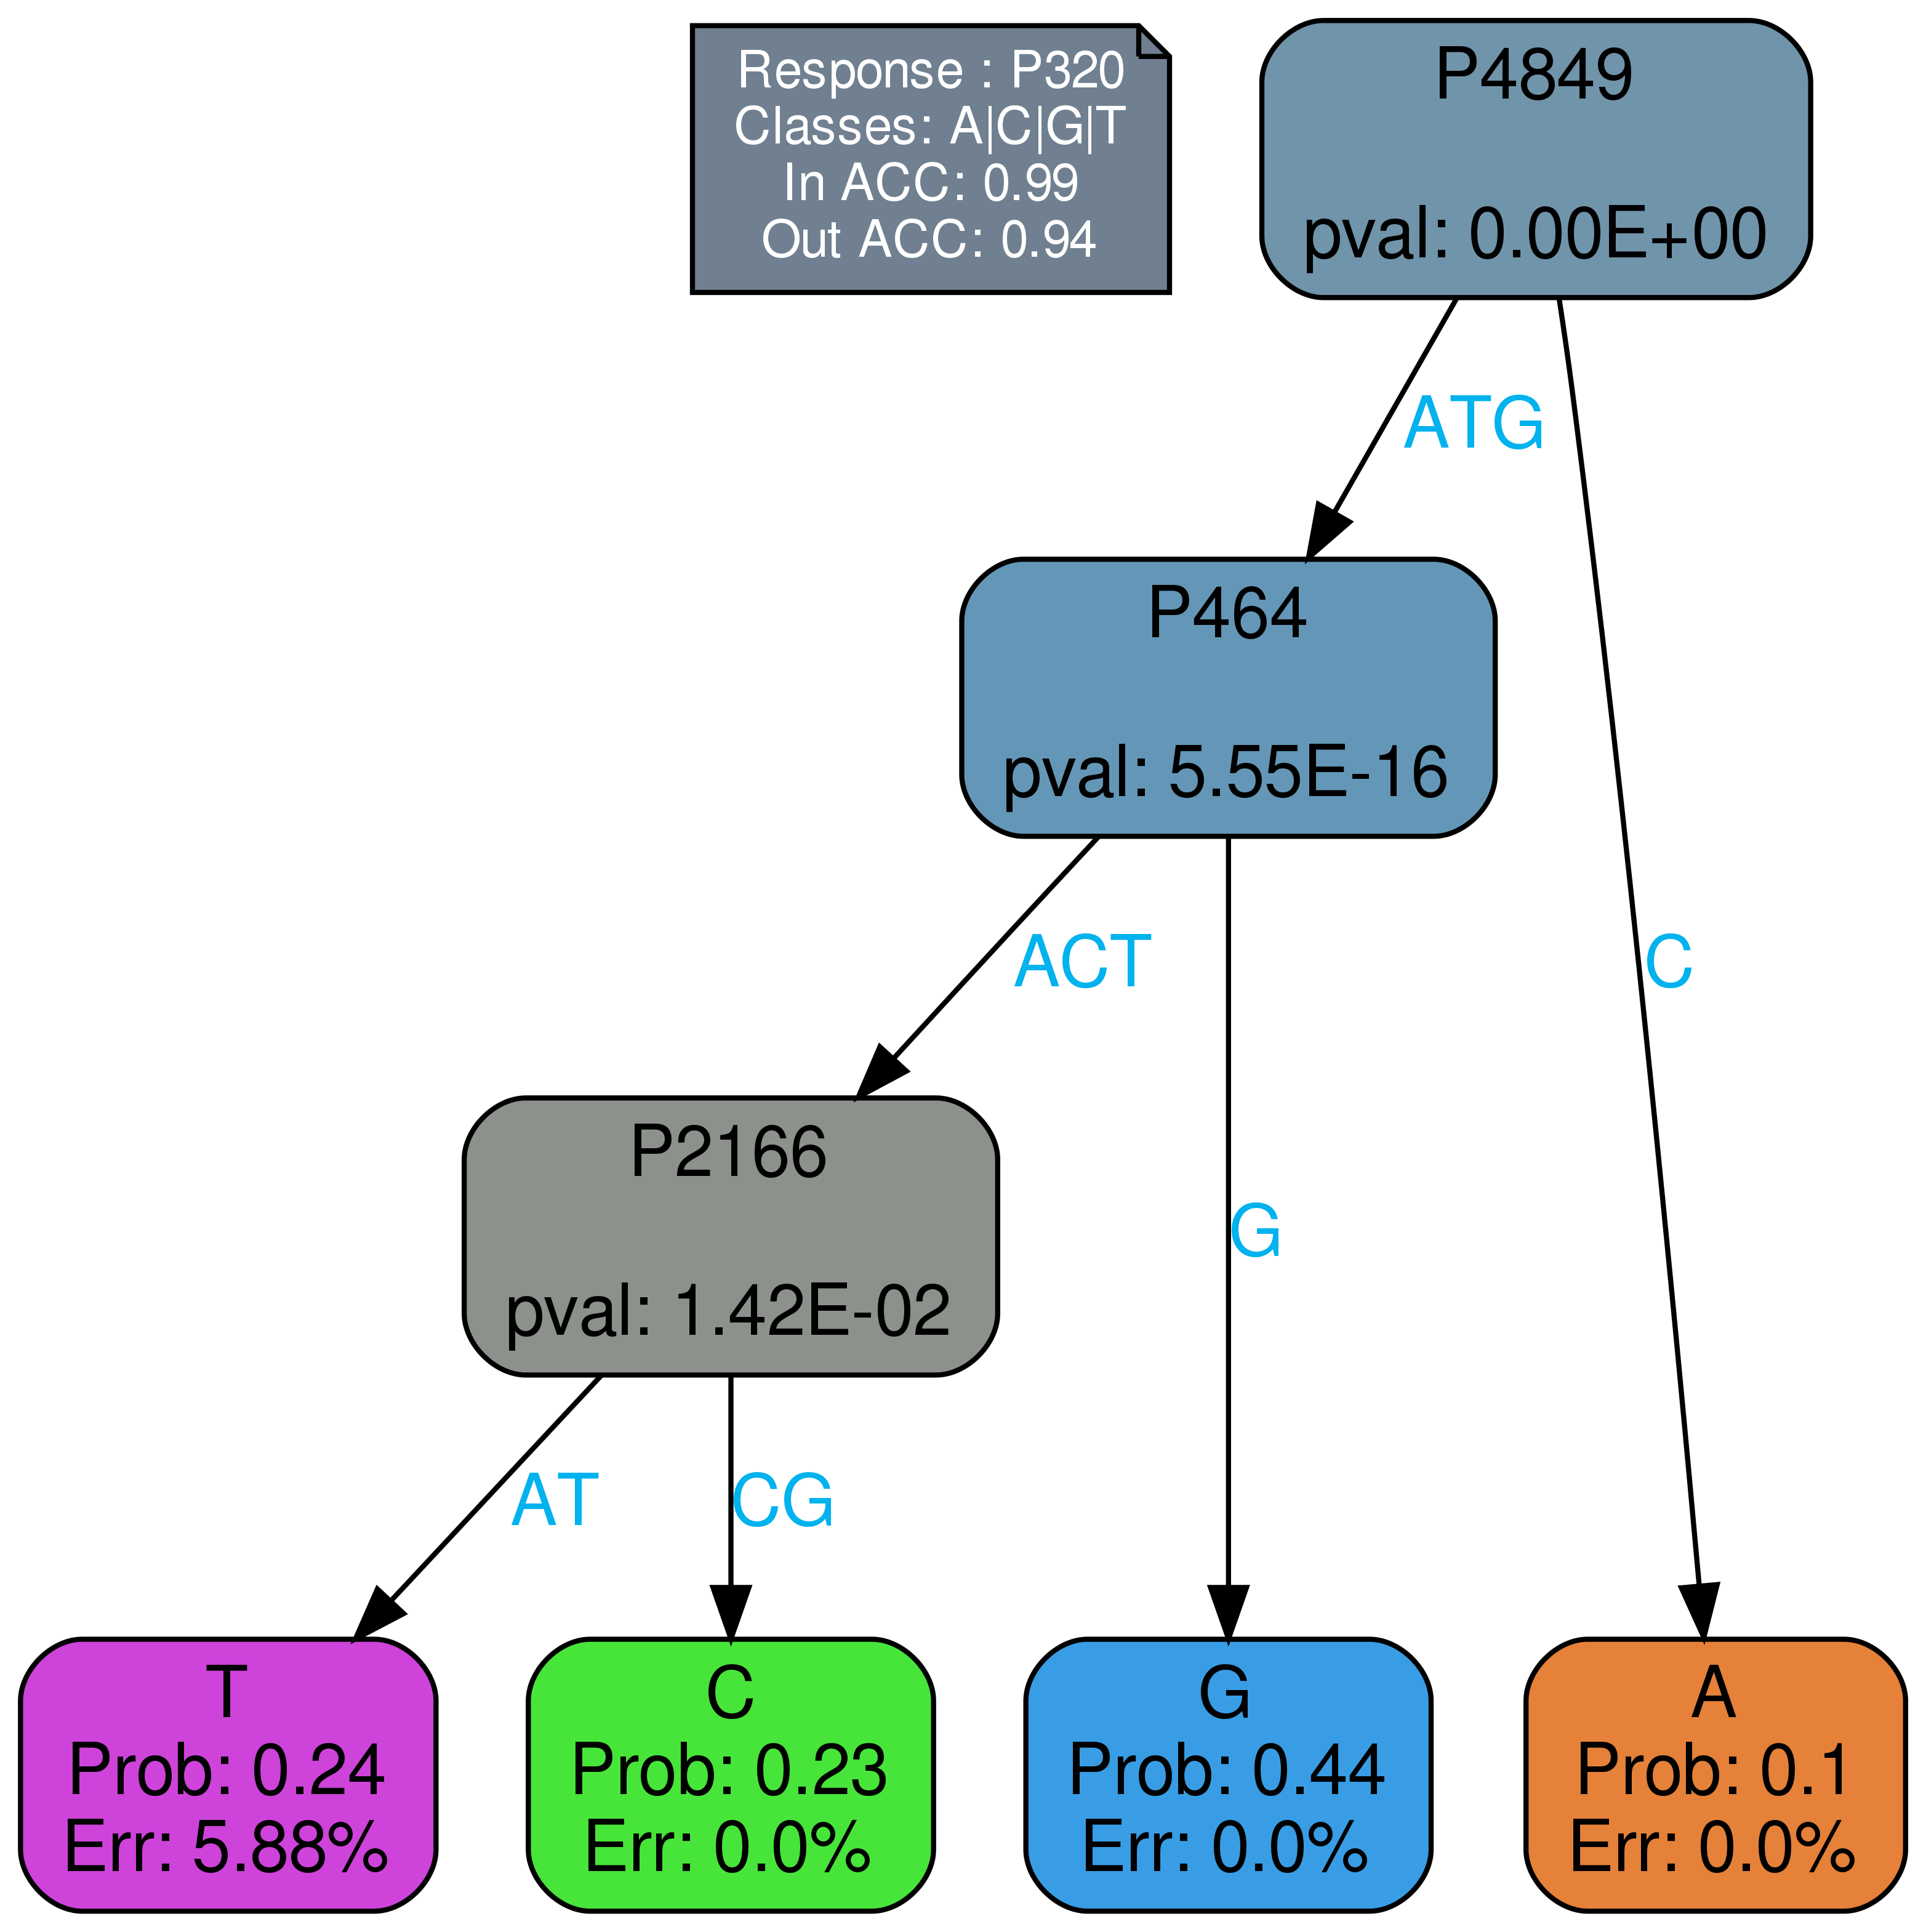 Response : P320
Classes: A|C|G|T
In ACC: 0.99
Out ACC: 0.94
P4849
pval: 0.00E+00
ATG
P464
pval: 5.55E-16
ACT
C
P2166
pval: 1.42E-02
G
AT
CG
T
Prob: 0.24
Err: 5.88%
C
Prob: 0.23
Err: 0.0%
G
Prob: 0.44
Err: 0.0%
A
Prob: 0.1
Err: 0.0%